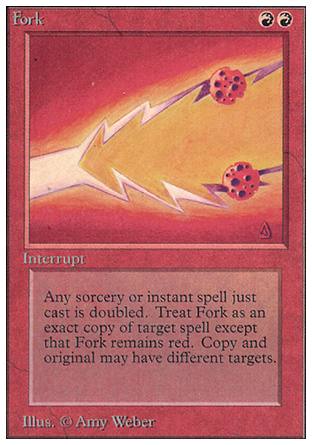 Fork
Interrupt
Any sorcery or instant spell just
cast is doubled. Treat Fork as an
exact copy of target spell except
that Fork remains red. Copy and
original may have different targets.
Illus. © Amy Weber